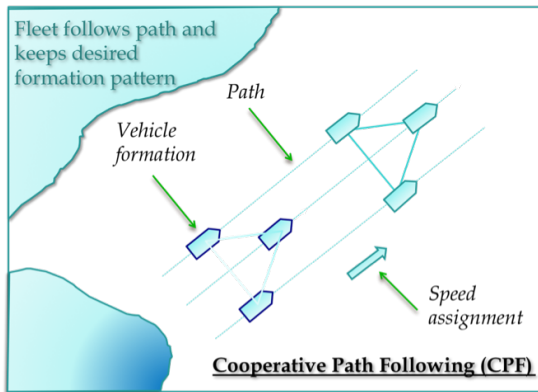 Fleet follows path and
keeps desired
formation pattern
Path
Vehicle
formation
Speed
assignment
Cooperative Path Following (CPF)